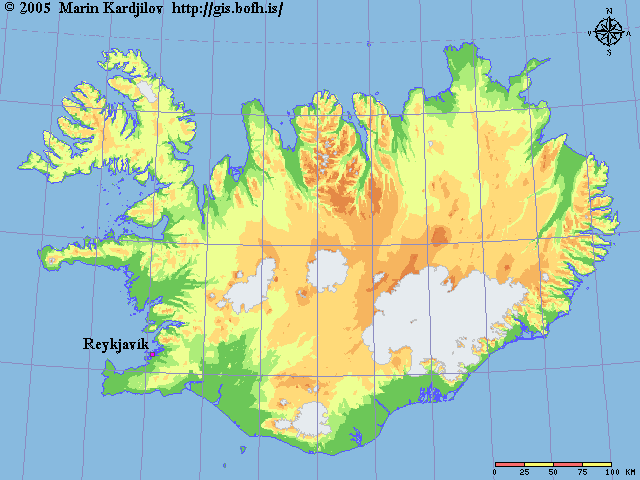 © 2005 Marin Kardjilov http://gis.bofh.is/
N
V E
S
Reykjavík
0 25 50 75 100 KM